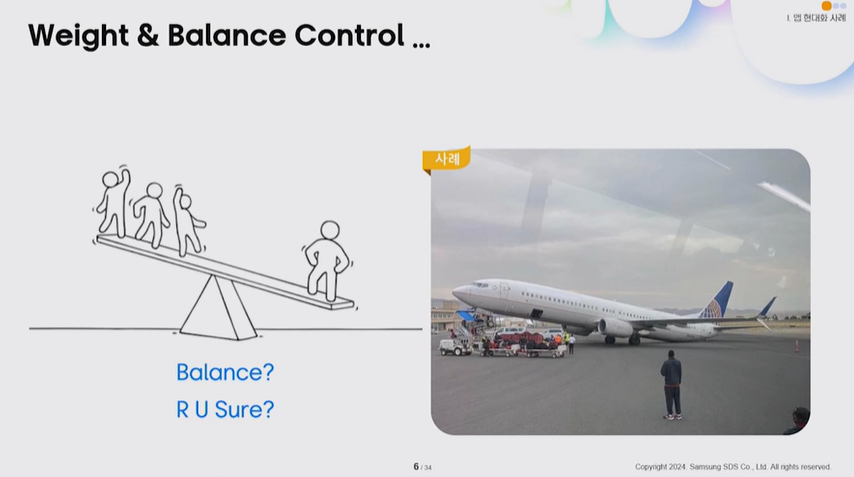 I. 앱 현대화 사례
Weight & Balance Control ...
사례
Balance?
R U Sure?
6 / 34
Copyright 2024. Samsung SDS Co., Ltd. All rights reserved.